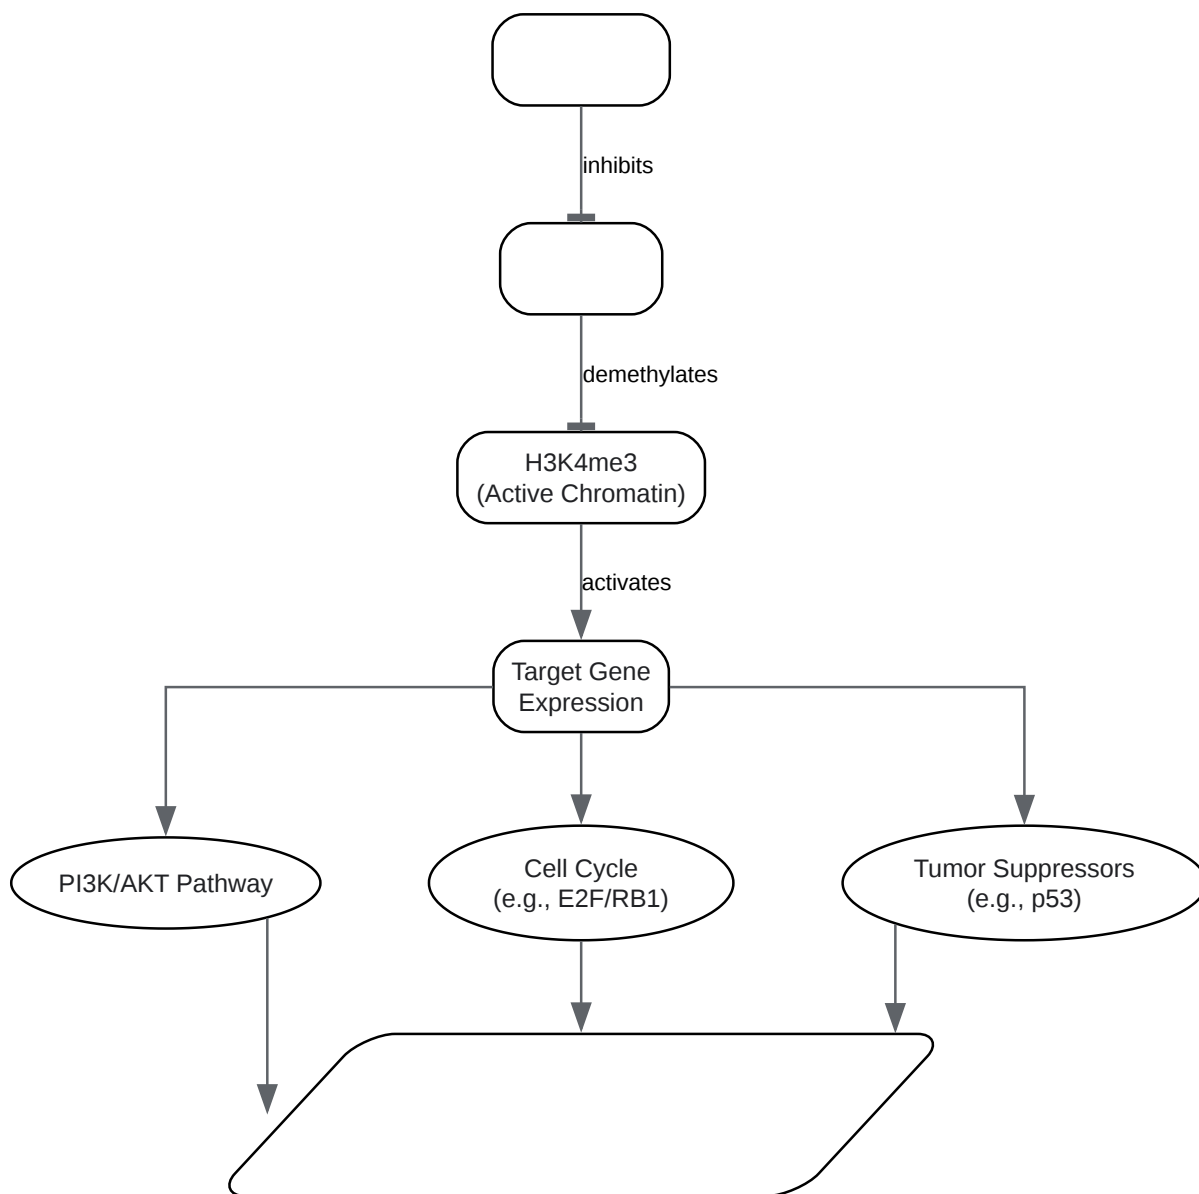 inhibits
demethylates
H3K4me3
(Active Chromatin)
activates
Target Gene
Expression
PI3K/AKT Pathway
Cell Cycle
(e.g., E2F/RB1)
Tumor Suppressors
(e.g., p53)